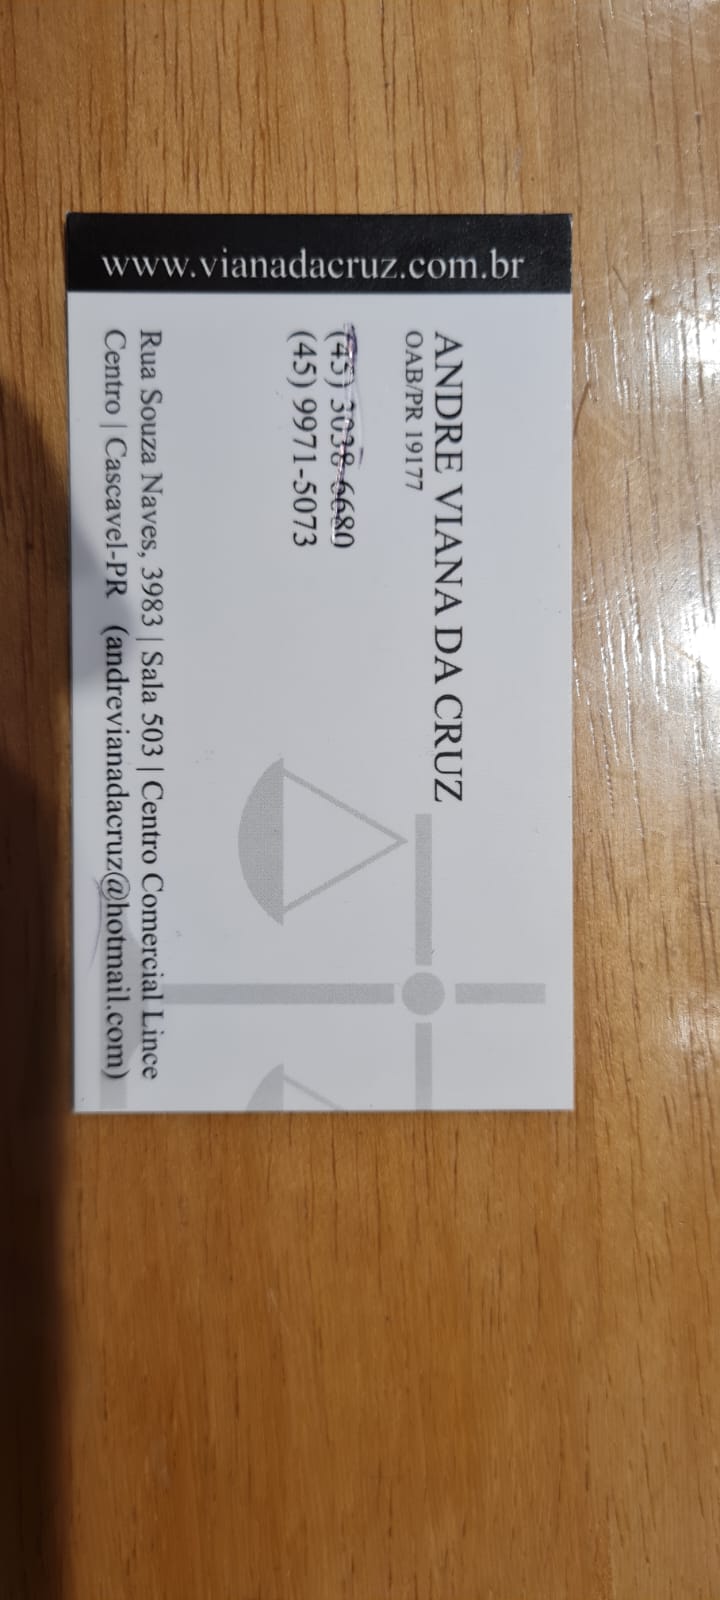 www.vianadacruz.com.br
ANDRE VIANA DA CRUZ
OAB/PR 19177
(45) 3038-6680
(45) 9971-5073
Rua Souza Naves, 3983 | Sala 503 | Centro Comercial Lince
Centro | Cascavel-PR (andrevianadacruz@hotmail.com)